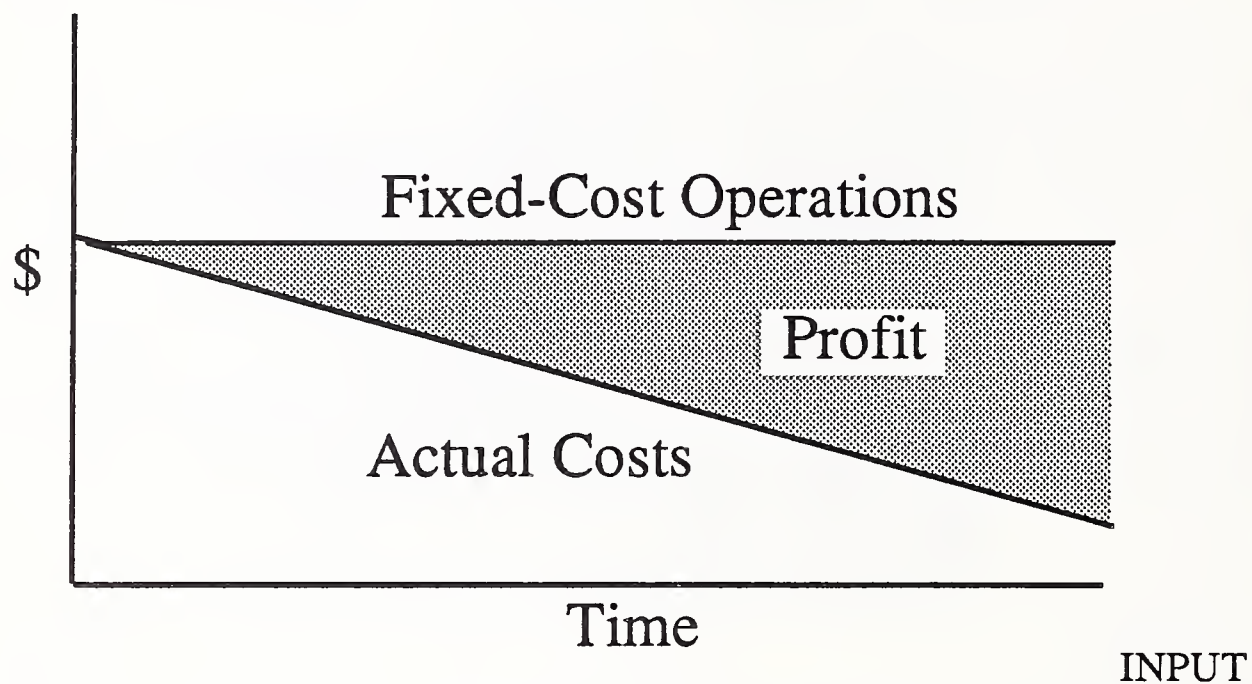 Fixed-Cost Operations
$
Profit
Actual Costs
Time
INPUT